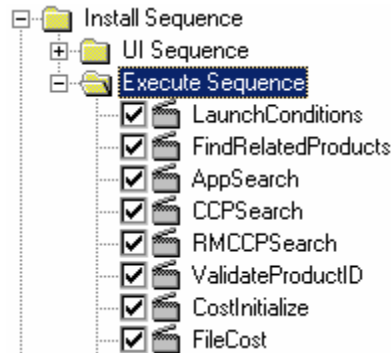 Install Sequence
UI Sequence
Execute Sequence
LaunchConditions
FindRelatedProducts
AppSearch
CCPSearch
RMCCPSearch
ValidateProductID
CostInitialize
FileCost